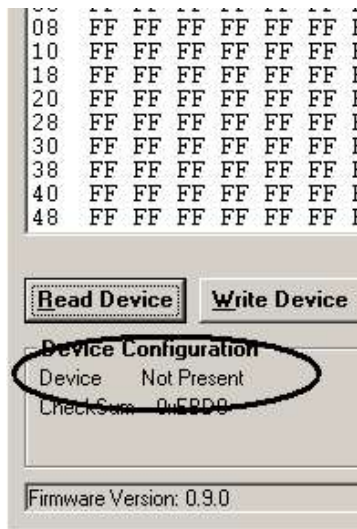 08 FF FF FF FF FF FF
10 FF FF FF FF FF FF
18 FF FF FF FF FF FF
20 FF FF FF FF FF FF
28 FF FF FF FF FF FF
30 FF FF FF FF FF FF
38 FF FF FF FF FF FF
40 FF FF FF FF FF FF
48 FF FF FF FF FF FF
Read Device Write Device
Device Configuration
Device Not Present
CheckSum
Firmware Version: 0.9.0